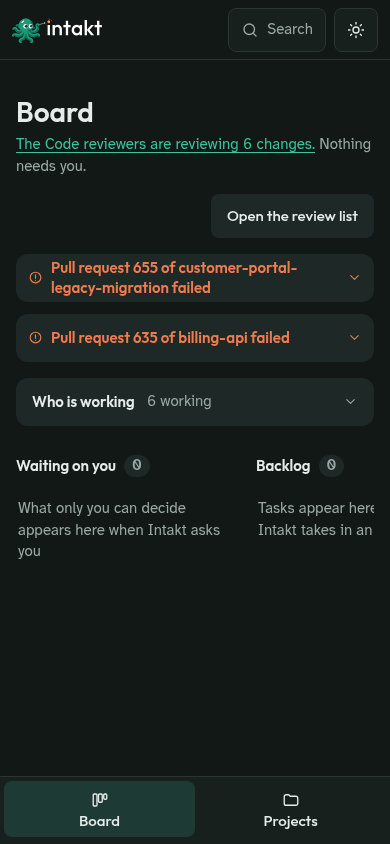 intakt
Search
Board
The Code reviewers are reviewing 6 changes. Nothing
needs you.
Open the review list
Pull request 655 of customer-portal-
legacy-migration failed
Pull request 635 of billing-api failed
Who is working 6 working
Waiting on you 0
Backlog 0
What only you can decide
appears here when Intakt asks
you
Tasks appear here
Intakt takes in an
Board
Projects